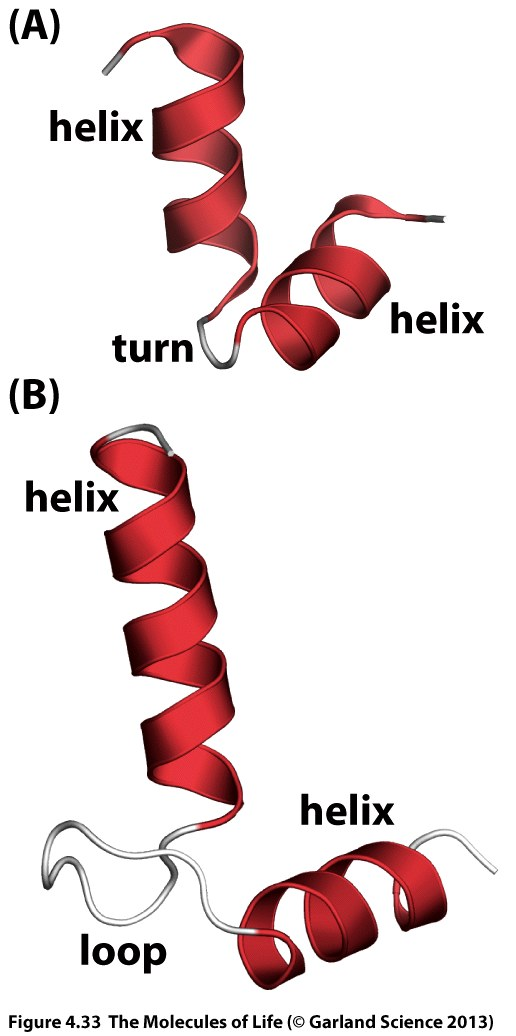 (A)
helix
helix
turn
(B)
helix
helix
loop
Figure 4.33 The Molecules of Life (© Garland Science 2013)